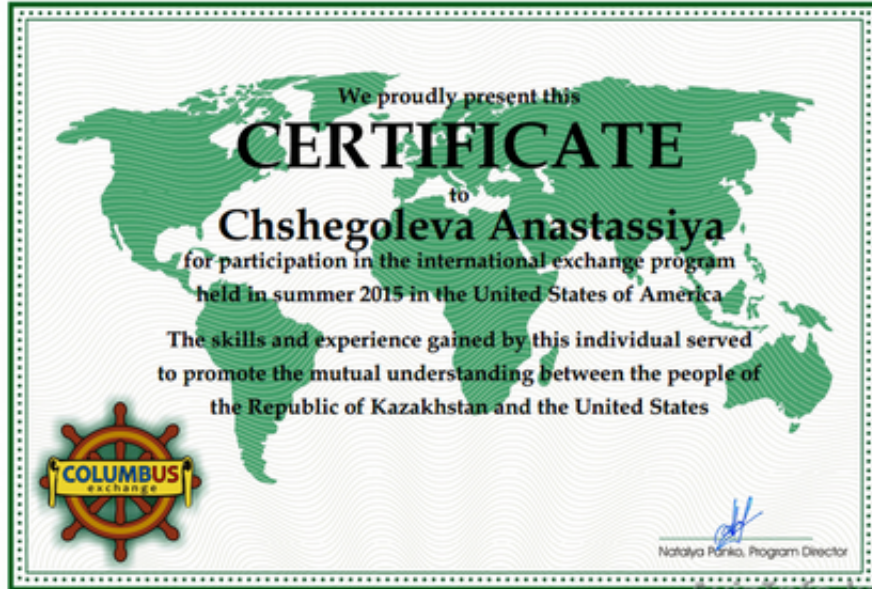 We proudly present this
CERTIFICATE
to
Chshegoleva Anastassiya
for participation in the international exchange program
held in summer 2015 in the United States of America
The skills and experience gained by this individual served
to promote the mutual understanding between the people of
the Republic of Kazakhstan and the United States
COLUMBUS
exchange
Natalya Panko, Program Director